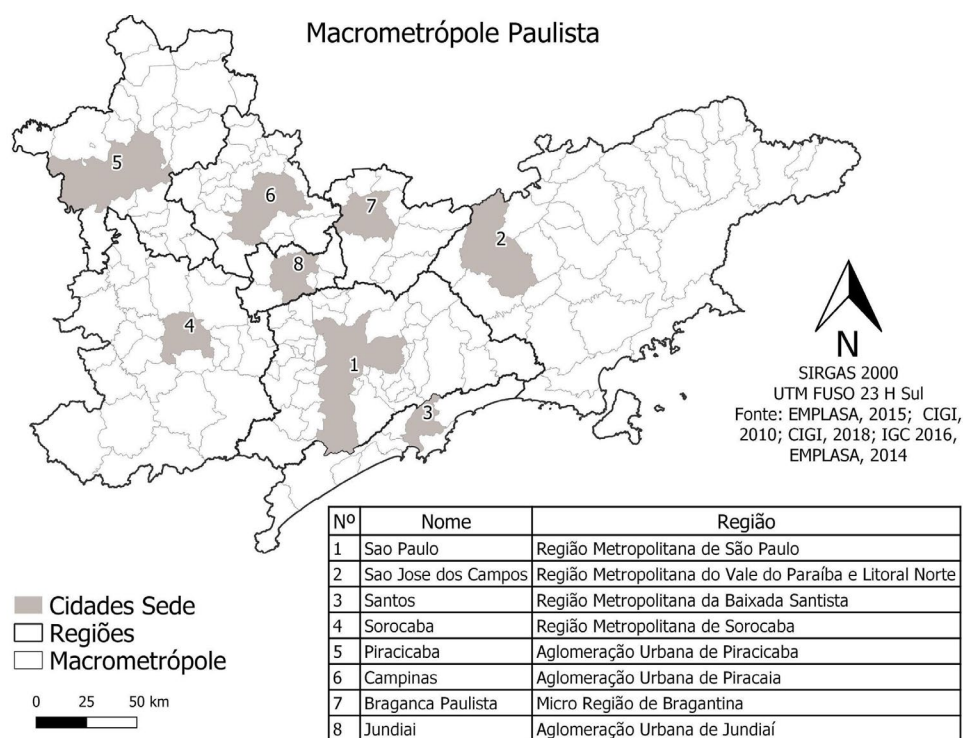 Macrometrópole Paulista
5
6
7
2
8
4
1
3
N
SIRGAS 2000
UTM FUSO 23 H Sul
Fonte: EMPLASA, 2015; CIGI,
2010; CIGI, 2018; IGC 2016,
EMPLASA, 2014
Nº Nome Região
1 Sao Paulo Região Metropolitana de São Paulo
2 Sao Jose dos Campos Região Metropolitana do Vale do Paraíba e Litoral Norte
3 Santos Região Metropolitana da Baixada Santista
4 Sorocaba Região Metropolitana de Sorocaba
5 Piracicaba Aglomeração Urbana de Piracicaba
6 Campinas Aglomeração Urbana de Piracaia
7 Braganca Paulista Micro Região de Bragantina
8 Jundiai Aglomeração Urbana de Jundiaí
Cidades Sede
Regiões
Macrometrópole
0 25 50 km